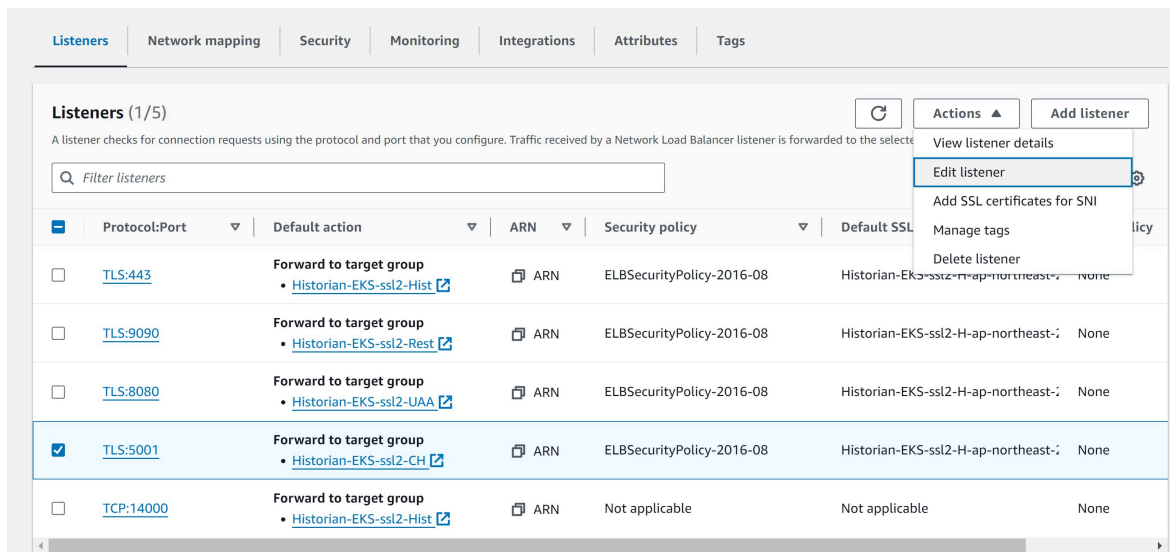 Listeners Network mapping Security Monitoring Integrations Attributes Tags
Listeners (1/5) Actions Add listener
A listener checks for connection requests using the protocol and port that you configure. Traffic received by a Network Load Balancer listener is forwarded to the selecte
View listener details
Filter listeners
Edit listener
Add SSL certificates for SNI
Manage tags
Delete listener
Protocol:Port Default action ARN Security policy Default SSL licy
TLS:443 Forward to target group ARN ELBSecurityPolicy-2016-08 Historian-EKS-ssl2-H-ap-northeast-2 None
• Historian-EKS-ssl2-Hist
TLS:9090 Forward to target group ARN ELBSecurityPolicy-2016-08 Historian-EKS-ssl2-H-ap-northeast-2 None
• Historian-EKS-ssl2-Rest
TLS:8080 Forward to target group ARN ELBSecurityPolicy-2016-08 Historian-EKS-ssl2-H-ap-northeast-2 None
• Historian-EKS-ssl2-UAA
TLS:5001 Forward to target group ARN ELBSecurityPolicy-2016-08 Historian-EKS-ssl2-H-ap-northeast-2 None
• Historian-EKS-ssl2-CH
TCP:14000 Forward to target group ARN Not applicable Not applicable None
• Historian-EKS-ssl2-Hist